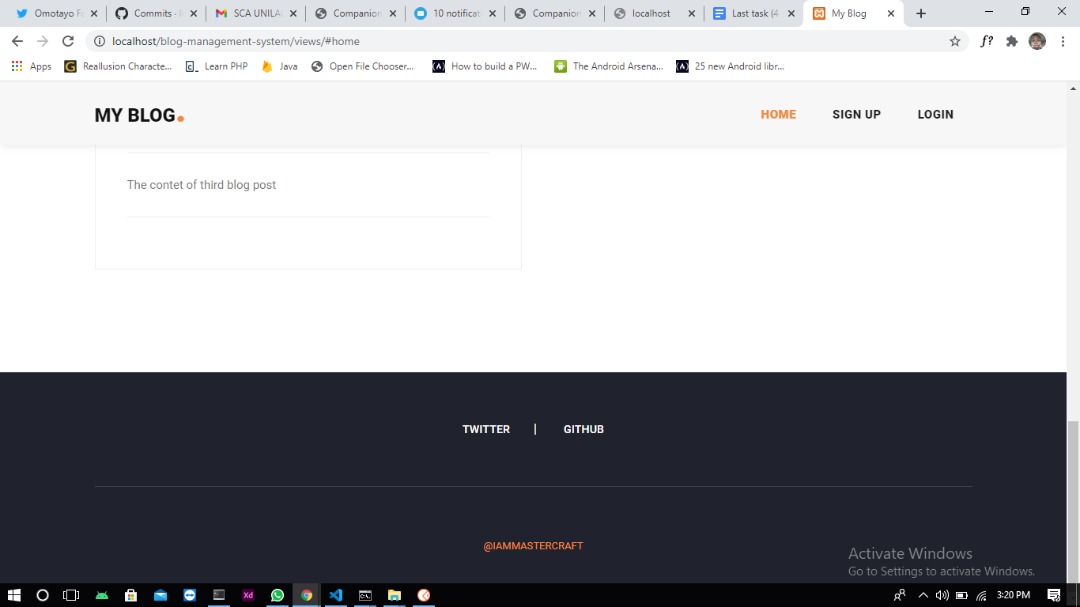 Omotayo F
Commits ·
SCA UNILA
Companion
10 notificat
Companion
localhost
Last task (4
My Blog
localhost/blog-management-system/views/#home
f?
Apps
Reallusion Characte...
Learn PHP
Java
Open File Chooser...
How to build a PW...
The Android Arsena...
25 new Android libr...
MY BLOG.
HOME
SIGN UP
LOGIN
The contet of third blog post
TWITTER | GITHUB
@IAMMASTERCRAFT
Activate Windows
Go to Settings to activate Windows.
Xd
3:20 PM